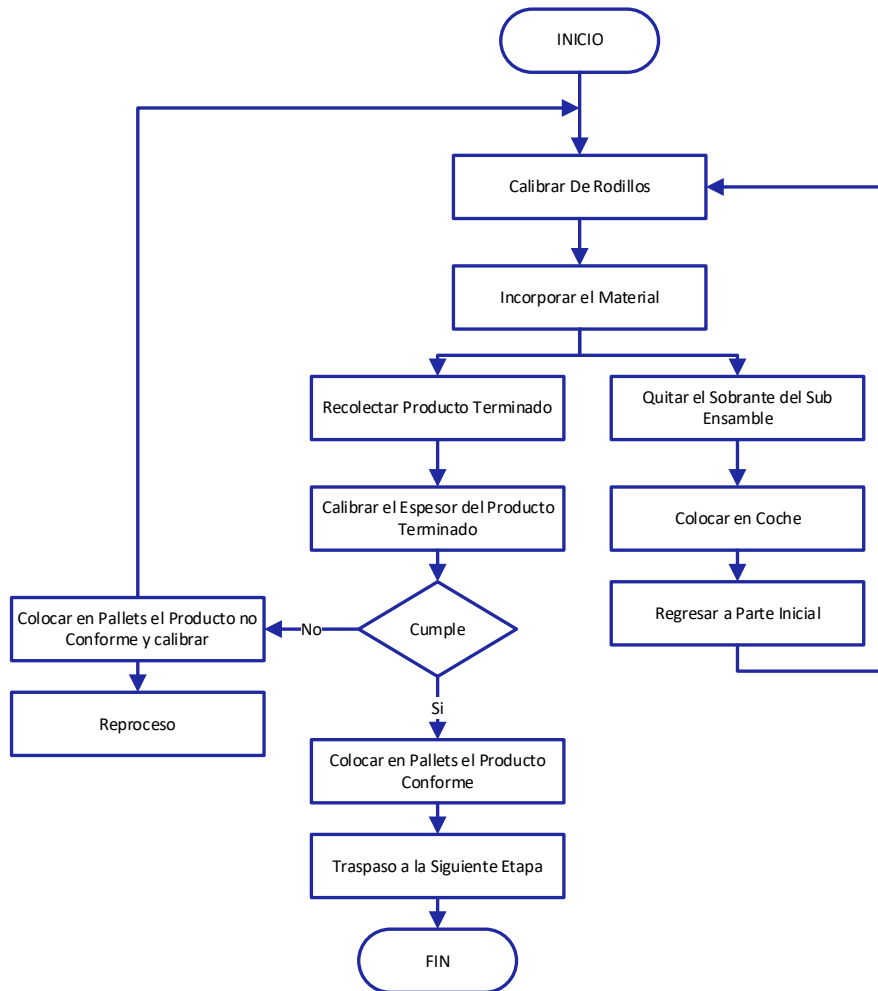 INICIO
Calibrar De Rodillos
Incorporar el Material
Recolectar Producto Terminado
Quitar el Sobrante del Sub
Ensamble
Calibrar el Espesor del Producto
Terminado
Colocar en Coche
Colocar en Pallets el Producto no
Conforme y calibrar
No
Cumple
Regresar a Parte Inicial
Reproceso
Si
Colocar en Pallets el Producto
Conforme
Traspaso a la Siguiente Etapa
FIN